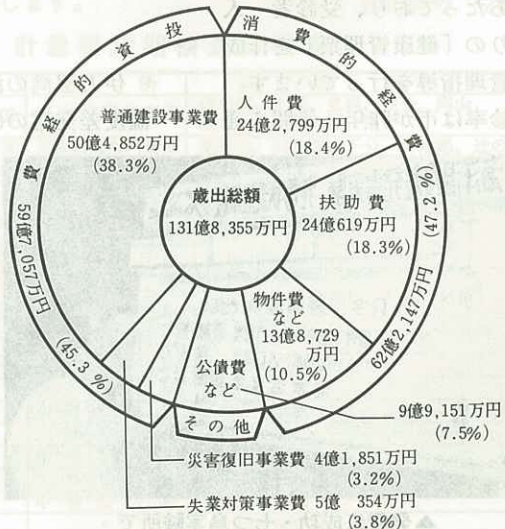 消費的経費
(47.2%)
62億2,147万円
投資的経費
59億7,057万円
(45.3%)
その他
歳出総額
131億8,355万円
人件費
24億2,799万円
(18.4%)
扶助費
24億619万円
(18.3%)
物件費
など
13億8,729
万円
(10.5%)
公債費
など
9億9,151万円
(7.5%)
災害復旧事業費 4億1,851万円
(3.2%)
失業対策事業費 5億 354万円
(3.8%)
普通建設事業費
50億4,852万円
(38.3%)